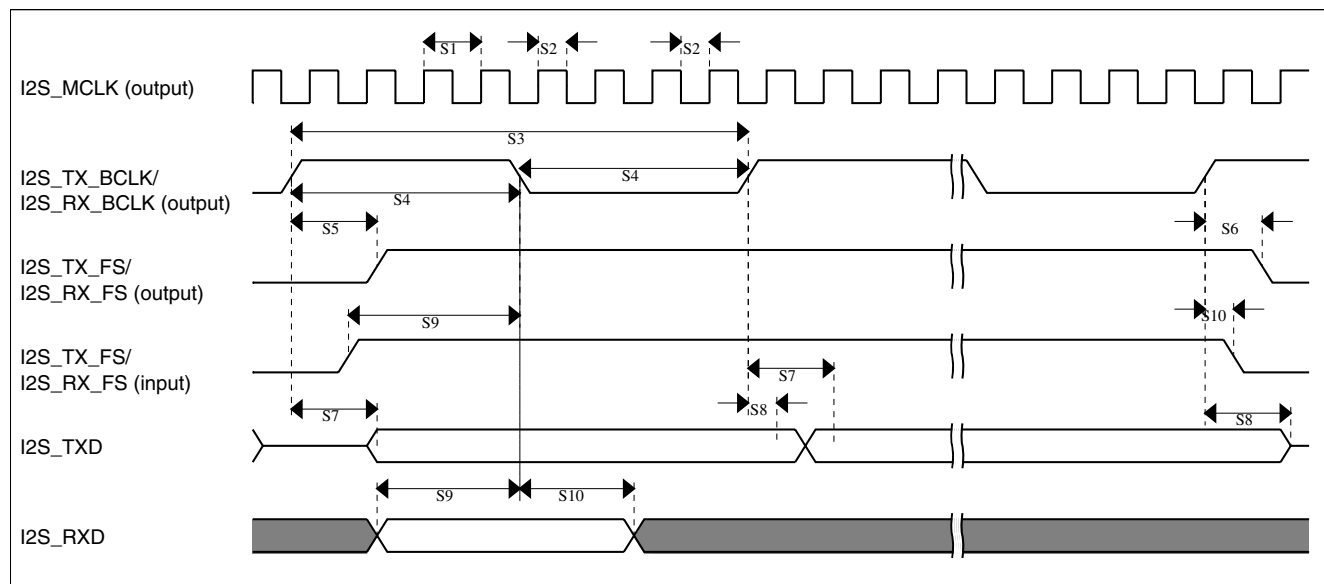 S1
S2
S2
I2S_MCLK (output)
S3
I2S_TX_BCLK/
I2S_RX_BCLK (output)
S4
S4
S5
S6
I2S_TX_FS/
I2S_RX_FS (output)
S9
S10
I2S_TX_FS/
I2S_RX_FS (input)
S7
S7
S8
S8
I2S_TXD
S9
S10
I2S_RXD